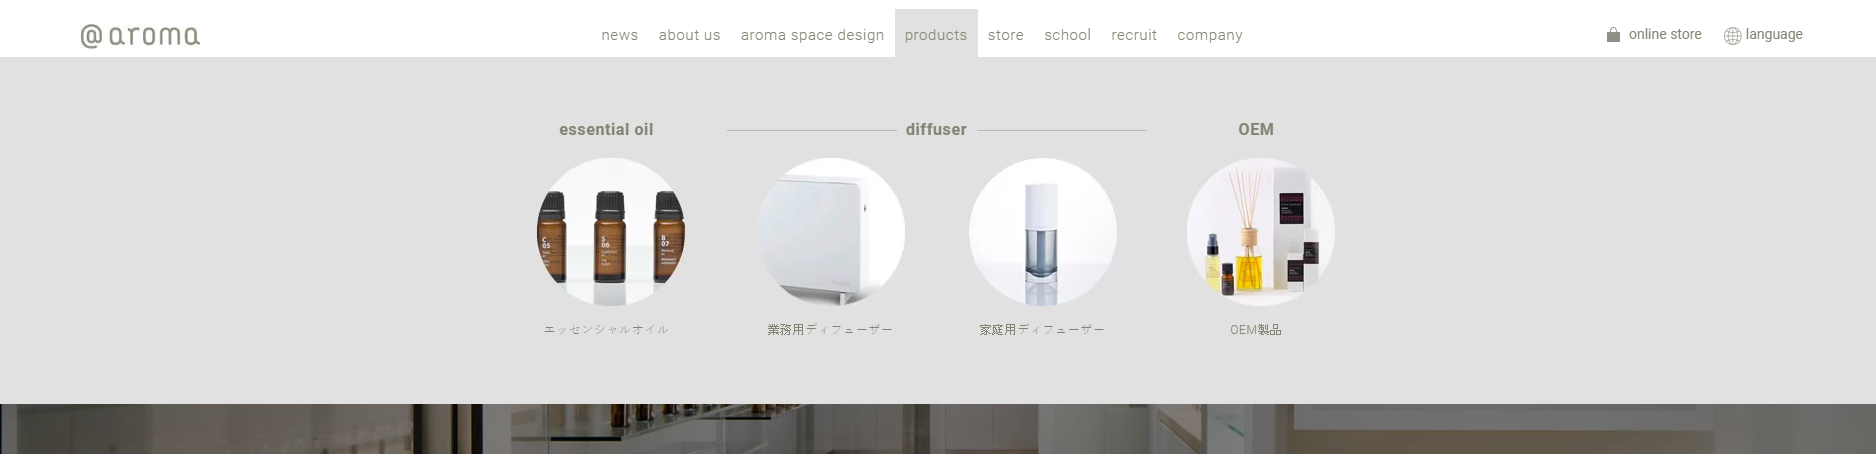 @aroma
news about us aroma space design products store school recruit company
online store language
essential oil diffuser OEM
C 05
S 06
B 07
エッセンシャルオイル 業務用ディフューザー 家庭用ディフューザー OEM製品